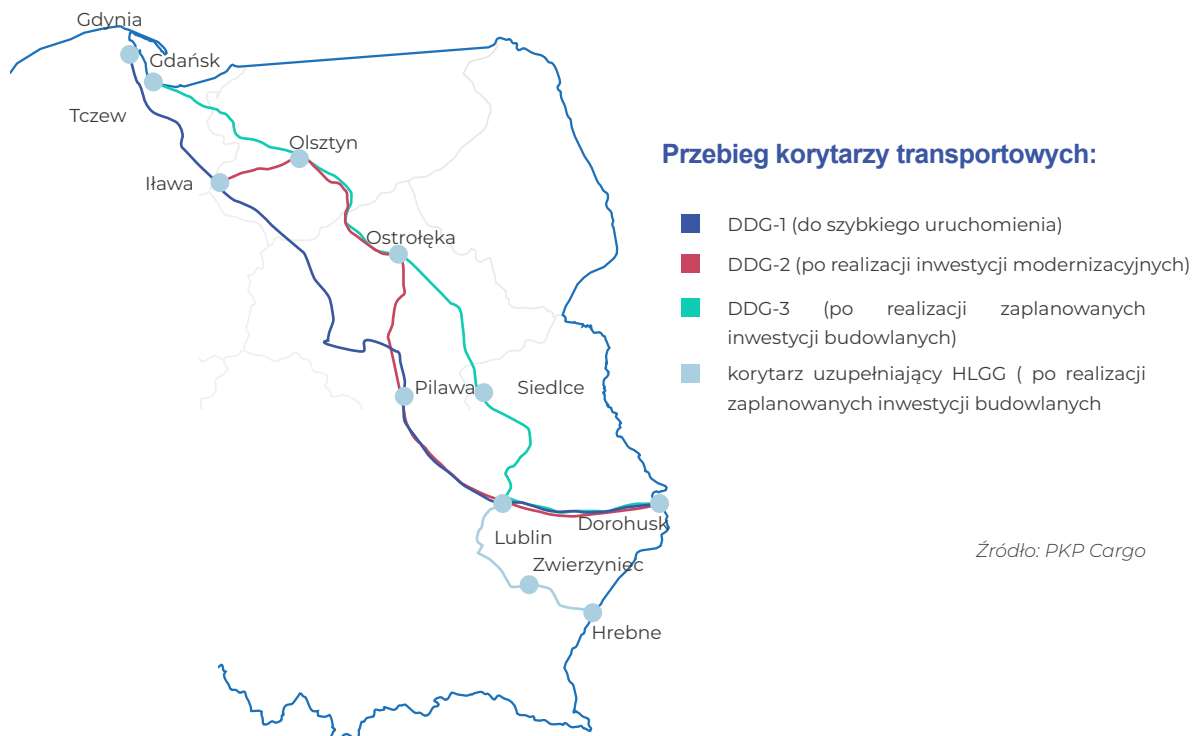 Gdynia
Gdańsk
Tczew
Olsztyn
Iława
Ostrołęka
Pilawa
Siedlce
Lublin
Dorohusk
Zwierzyniec
Hrebne
Przebieg korytarzy transportowych:
DDG-1 (do szybkiego uruchomienia)
DDG-2 (po realizacji inwestycji modernizacyjnych)
DDG-3 (po realizacji zaplanowanych
inwestycji budowlanych)
korytarz uzupełniający HLGG ( po realizacji
zaplanowanych inwestycji budowlanych
Źródło: PKP Cargo